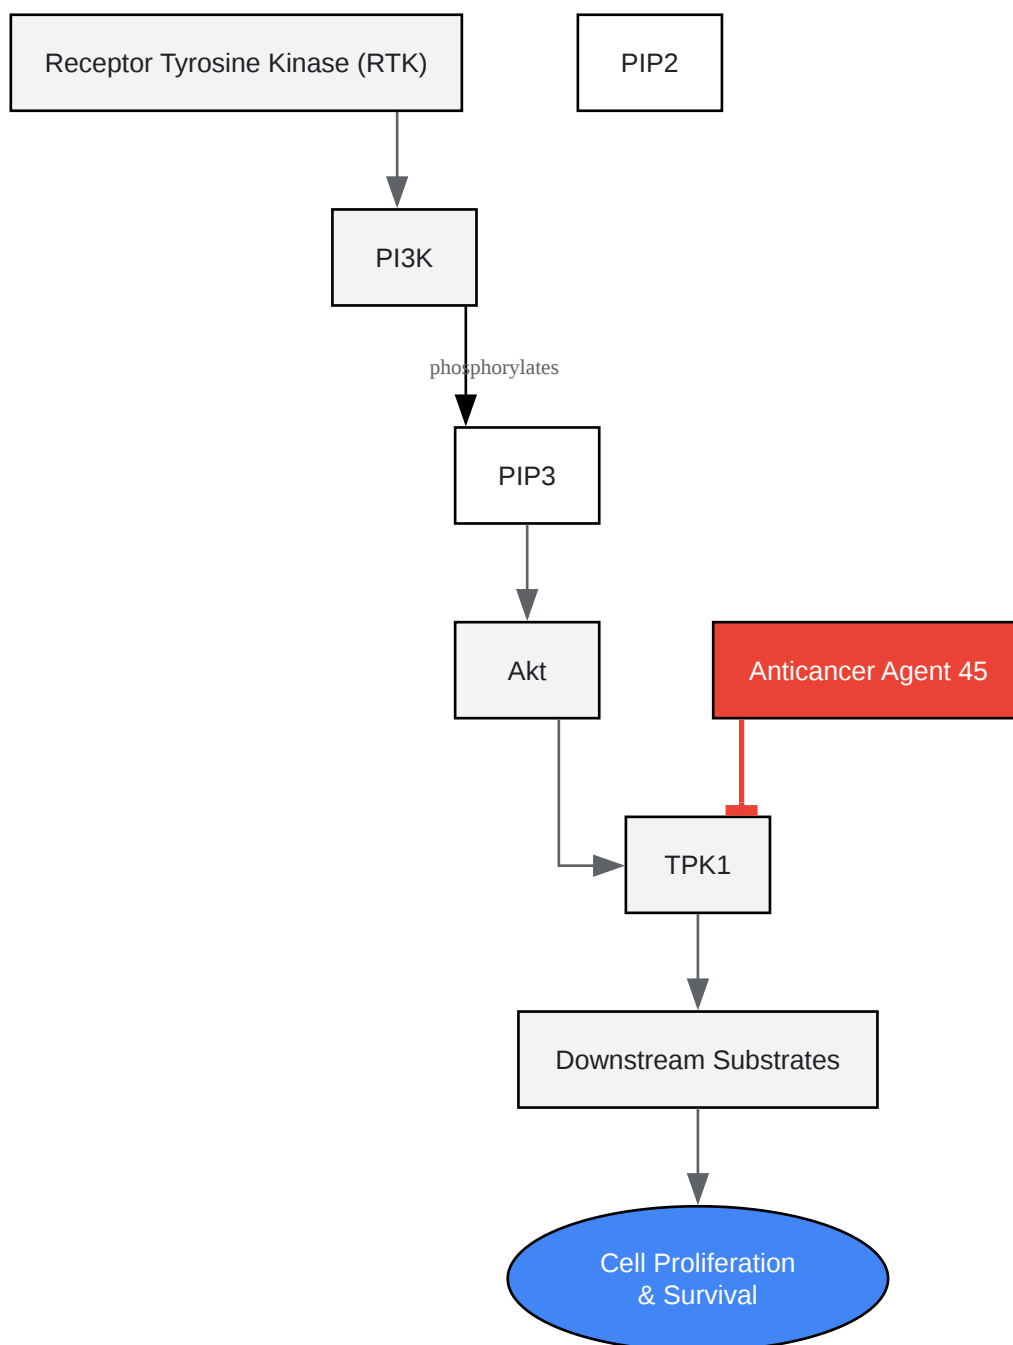 Receptor Tyrosine Kinase (RTK)
PIP2
PI3K
phosphorylates
PIP3
Akt
Anticancer Agent 45
TPK1
Downstream Substrates
Cell Proliferation
& Survival